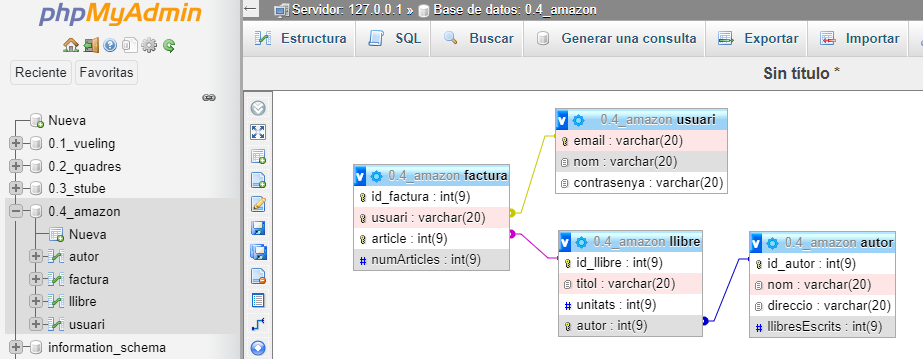 phpMyAdmin
Reciente Favoritas
Nueva
0.1_vueling
0.2_quadres
0.3_stube
0.4_amazon
Nueva
autor
factura
llibre
usuari
information_schema
Servidor: 127.0.0.1 » Base de datos: 0.4_amazon
Estructura SQL Buscar Generar una consulta Exportar Importar
Sin título *
v 0.4_amazon usuari
email : varchar(20)
nom : varchar(20)
contrasenya : varchar(20)
v 0.4_amazon factura
id_factura : int(9)
usuari : varchar(20)
article : int(9)
# numArticles : int(9)
v 0.4_amazon llibre
id_llibre : int(9)
titol : varchar(20)
# unitats : int(9)
autor : int(9)
v 0.4_amazon autor
id_autor : int(9)
nom : varchar(20)
direccio : varchar(20)
# llibresEscrits : int(9)